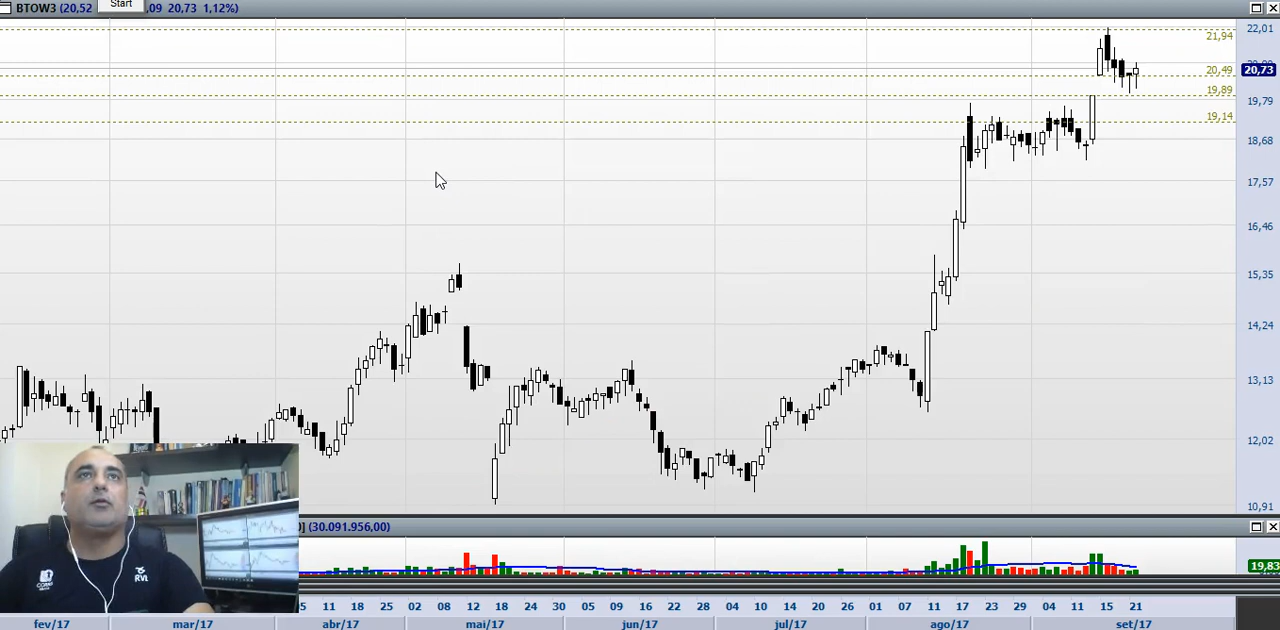 BTOW3 (20,52
Start
,09 20,73 1,12%)
22,01
21,94
20,73
20,49
19,89
19,79
19,14
18,68
17,57
16,46
15,35
14,24
13,13
12,02
10,91
] (30.091.956,00)
19,83
RVL
5 11 18 25 02 08 12 18 24 30 05 09 16 22 28 04 10 14 20 26 01 07 11 17 23 29 04 11 15 21
fev/17 mar/17 abr/17 mai/17 jun/17 jul/17 ago/17 set/17